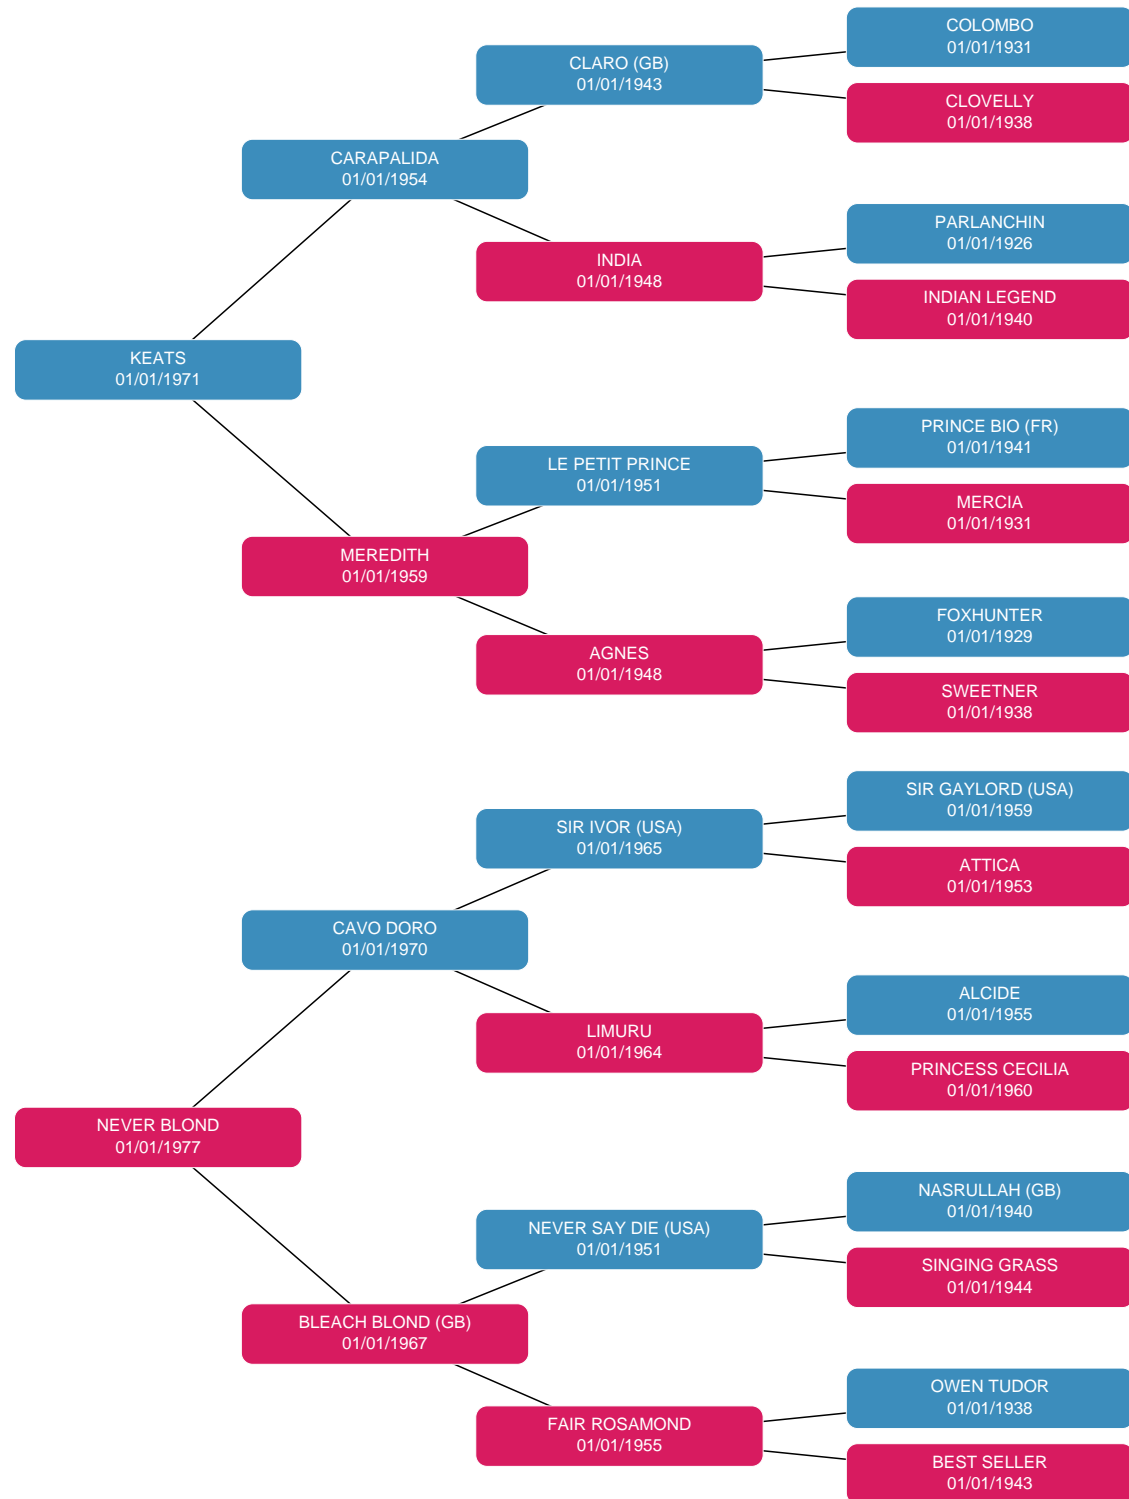 COLOMBO
01/01/1931
CLARO (GB)
01/01/1943
CLOVELLY
01/01/1938
CARAPALIDA
01/01/1954
PARLANCHIN
01/01/1926
INDIA
01/01/1948
INDIAN LEGEND
01/01/1940
KEATS
01/01/1971
PRINCE BIO (FR)
01/01/1941
LE PETIT PRINCE
01/01/1951
MERCIA
01/01/1931
MEREDITH
01/01/1959
FOXHUNTER
01/01/1929
AGNES
01/01/1948
SWEETNER
01/01/1938
SIR GAYLORD (USA)
01/01/1959
SIR IVOR (USA)
01/01/1965
ATTICA
01/01/1953
CAVO DORO
01/01/1970
ALCIDE
01/01/1955
LIMURU
01/01/1964
PRINCESS CECILIA
01/01/1960
NEVER BLOND
01/01/1977
NASRULLAH (GB)
01/01/1940
NEVER SAY DIE (USA)
01/01/1951
SINGING GRASS
01/01/1944
BLEACH BLOND (GB)
01/01/1967
OWEN TUDOR
01/01/1938
FAIR ROSAMOND
01/01/1955
BEST SELLER
01/01/1943